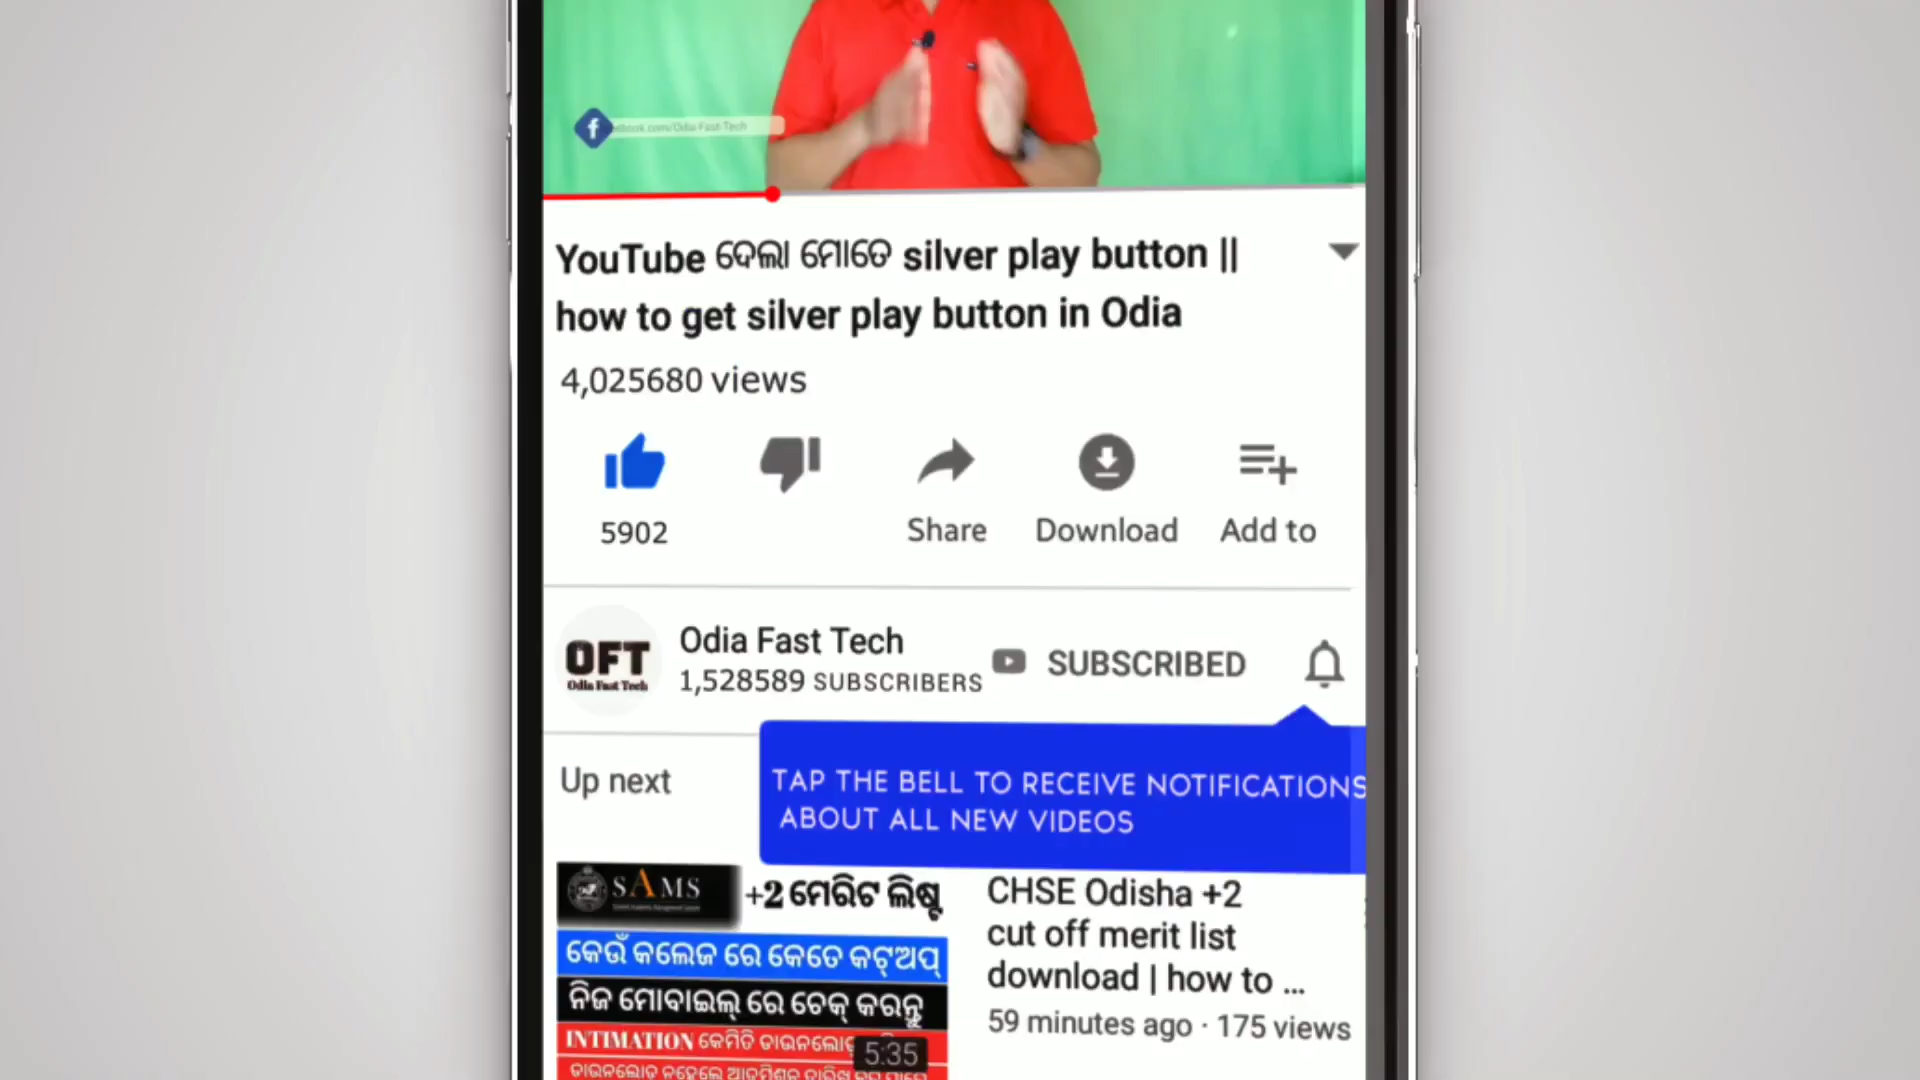 f
YouTube ଦେଲା ମୋତେ silver play button ||
how to get silver play button in Odia
4,025680 views
5902
Share
Download
Add to
OFT
Odia Fast Tech
Odia Fast Tech
1,528589 SUBSCRIBERS
SUBSCRIBED
TAP THE BELL TO RECEIVE NOTIFICATIONS
ABOUT ALL NEW VIDEOS
Up next
SAMS
+2 ମେରିଟ ଲିଷ୍ଟ
କେଉଁ କଲେଜ ରେ କେତେ କଟ୍ଅପ୍
ନିଜ ମୋବାଇଲ୍ ରେ ଚେକ୍ କରନ୍ତୁ
INTIMATION କେମିତି
5:35
CHSE Odisha +2
cut off merit list
download | how to ...
59 minutes ago · 175 views